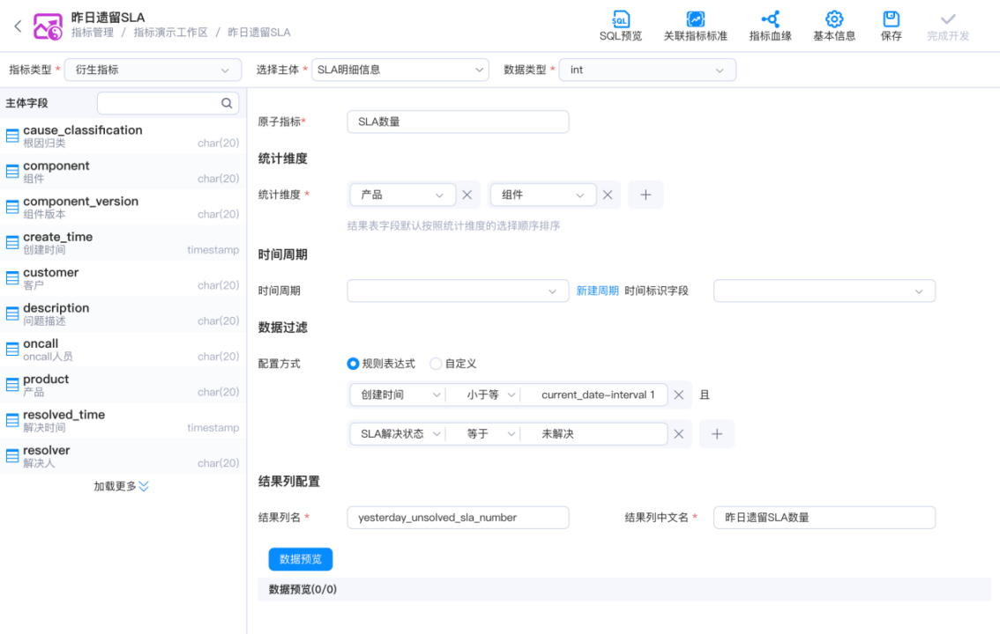 昨日遗留SLA
指标管理 / 指标演示工作区 / 昨日遗留SLA
SQL
SQL预览
关联指标标准
指标血缘
基本信息
保存
完成开发
指标类型 * 衍生指标
选择主体 * SLA明细信息
数据类型 * int
主体字段
cause_classification
根因归类 char(20)
component
组件 char(20)
component_version
组件版本 char(20)
create_time
创建时间 timestamp
customer
客户 char(20)
description
问题描述 char(20)
oncall
oncall人员 char(20)
product
产品 char(20)
resolved_time
解决时间 timestamp
resolver
解决人 char(20)
加载更多
原子指标* SLA数量
统计维度
统计维度 * 产品 组件
结果表字段默认按照统计维度的选择顺序排序
时间周期
时间周期 新建周期 时间标识字段
数据过滤
配置方式 规则表达式 自定义
创建时间 小于等 current_date-interval 1 且
SLA解决状态 等于 未解决
结果列配置
结果列名 * yesterday_unsolved_sla_number 结果列中文名 * 昨日遗留SLA数量
数据预览
数据预览(0/0)